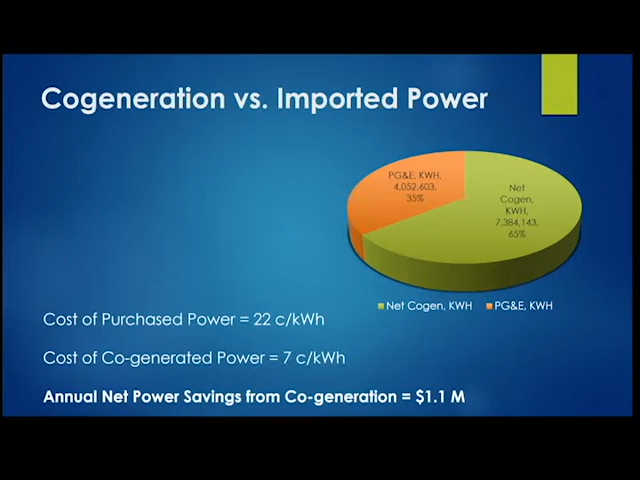 Cogeneration vs. Imported Power
PG&E, KWH,
4,052,603,
35%
Net
Cogen,
KWH,
7,384,143,
65%
Net Cogen, KWH
PG&E, KWH
Cost of Purchased Power = 22 c/kWh
Cost of Co-generated Power = 7 c/kWh
Annual Net Power Savings from Co-generation = $1.1 M